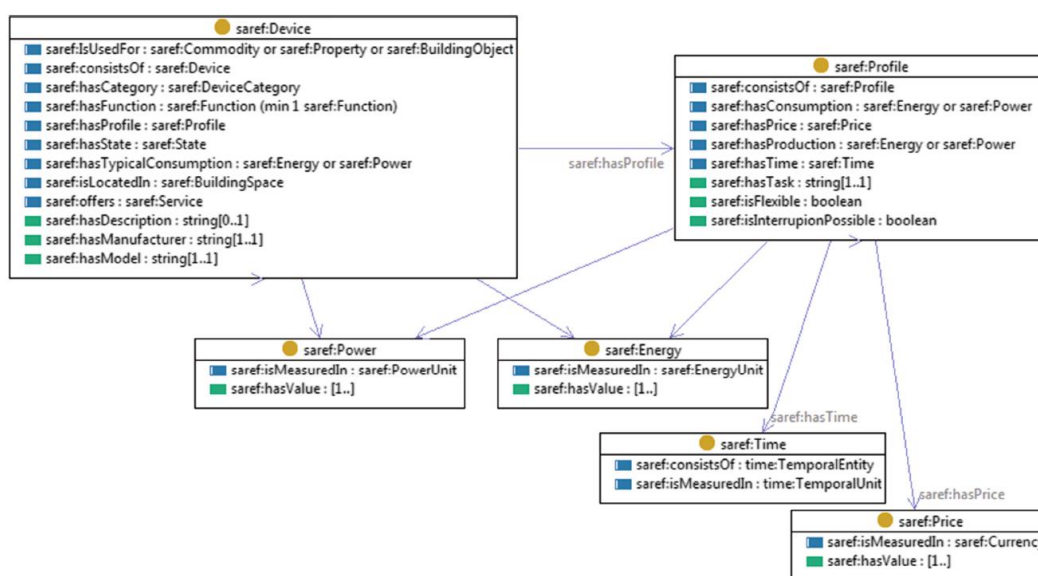 saref:Device
saref:IsUsedFor : saref:Commodity or saref:Property or saref:BuildingObject
saref:consistsOf : saref:Device
saref:hasCategory : saref:DeviceCategory
saref:hasFunction : saref:Function (min 1 saref:Function)
saref:hasProfile : saref:Profile
saref:hasState : saref:State
saref:hasTypicalConsumption : saref:Energy or saref:Power
saref:isLocatedIn : saref:BuildingSpace
saref:offers : saref:Service
saref:hasDescription : string[0..1]
saref:hasManufacturer : string[1..1]
saref:hasModel : string[1..1]
saref:hasProfile
saref:Profile
saref:consistsOf : saref:Profile
saref:hasConsumption : saref:Energy or saref:Power
saref:hasPrice : saref:Price
saref:hasProduction : saref:Energy or saref:Power
saref:hasTime : saref:Time
saref:hasTask : string[1..1]
saref:isFlexible : boolean
saref:isInterrupionPossible : boolean
saref:Power
saref:isMeasuredIn : saref:PowerUnit
saref:hasValue : [1..]
saref:Energy
saref:isMeasuredIn : saref:EnergyUnit
saref:hasValue : [1..]
saref:hasTime
saref:Time
saref:consistsOf : time:TemporalEntity
saref:isMeasuredIn : time:TemporalUnit
saref:hasPrice
saref:Price
saref:isMeasuredIn : saref:Currency
saref:hasValue : [1..]